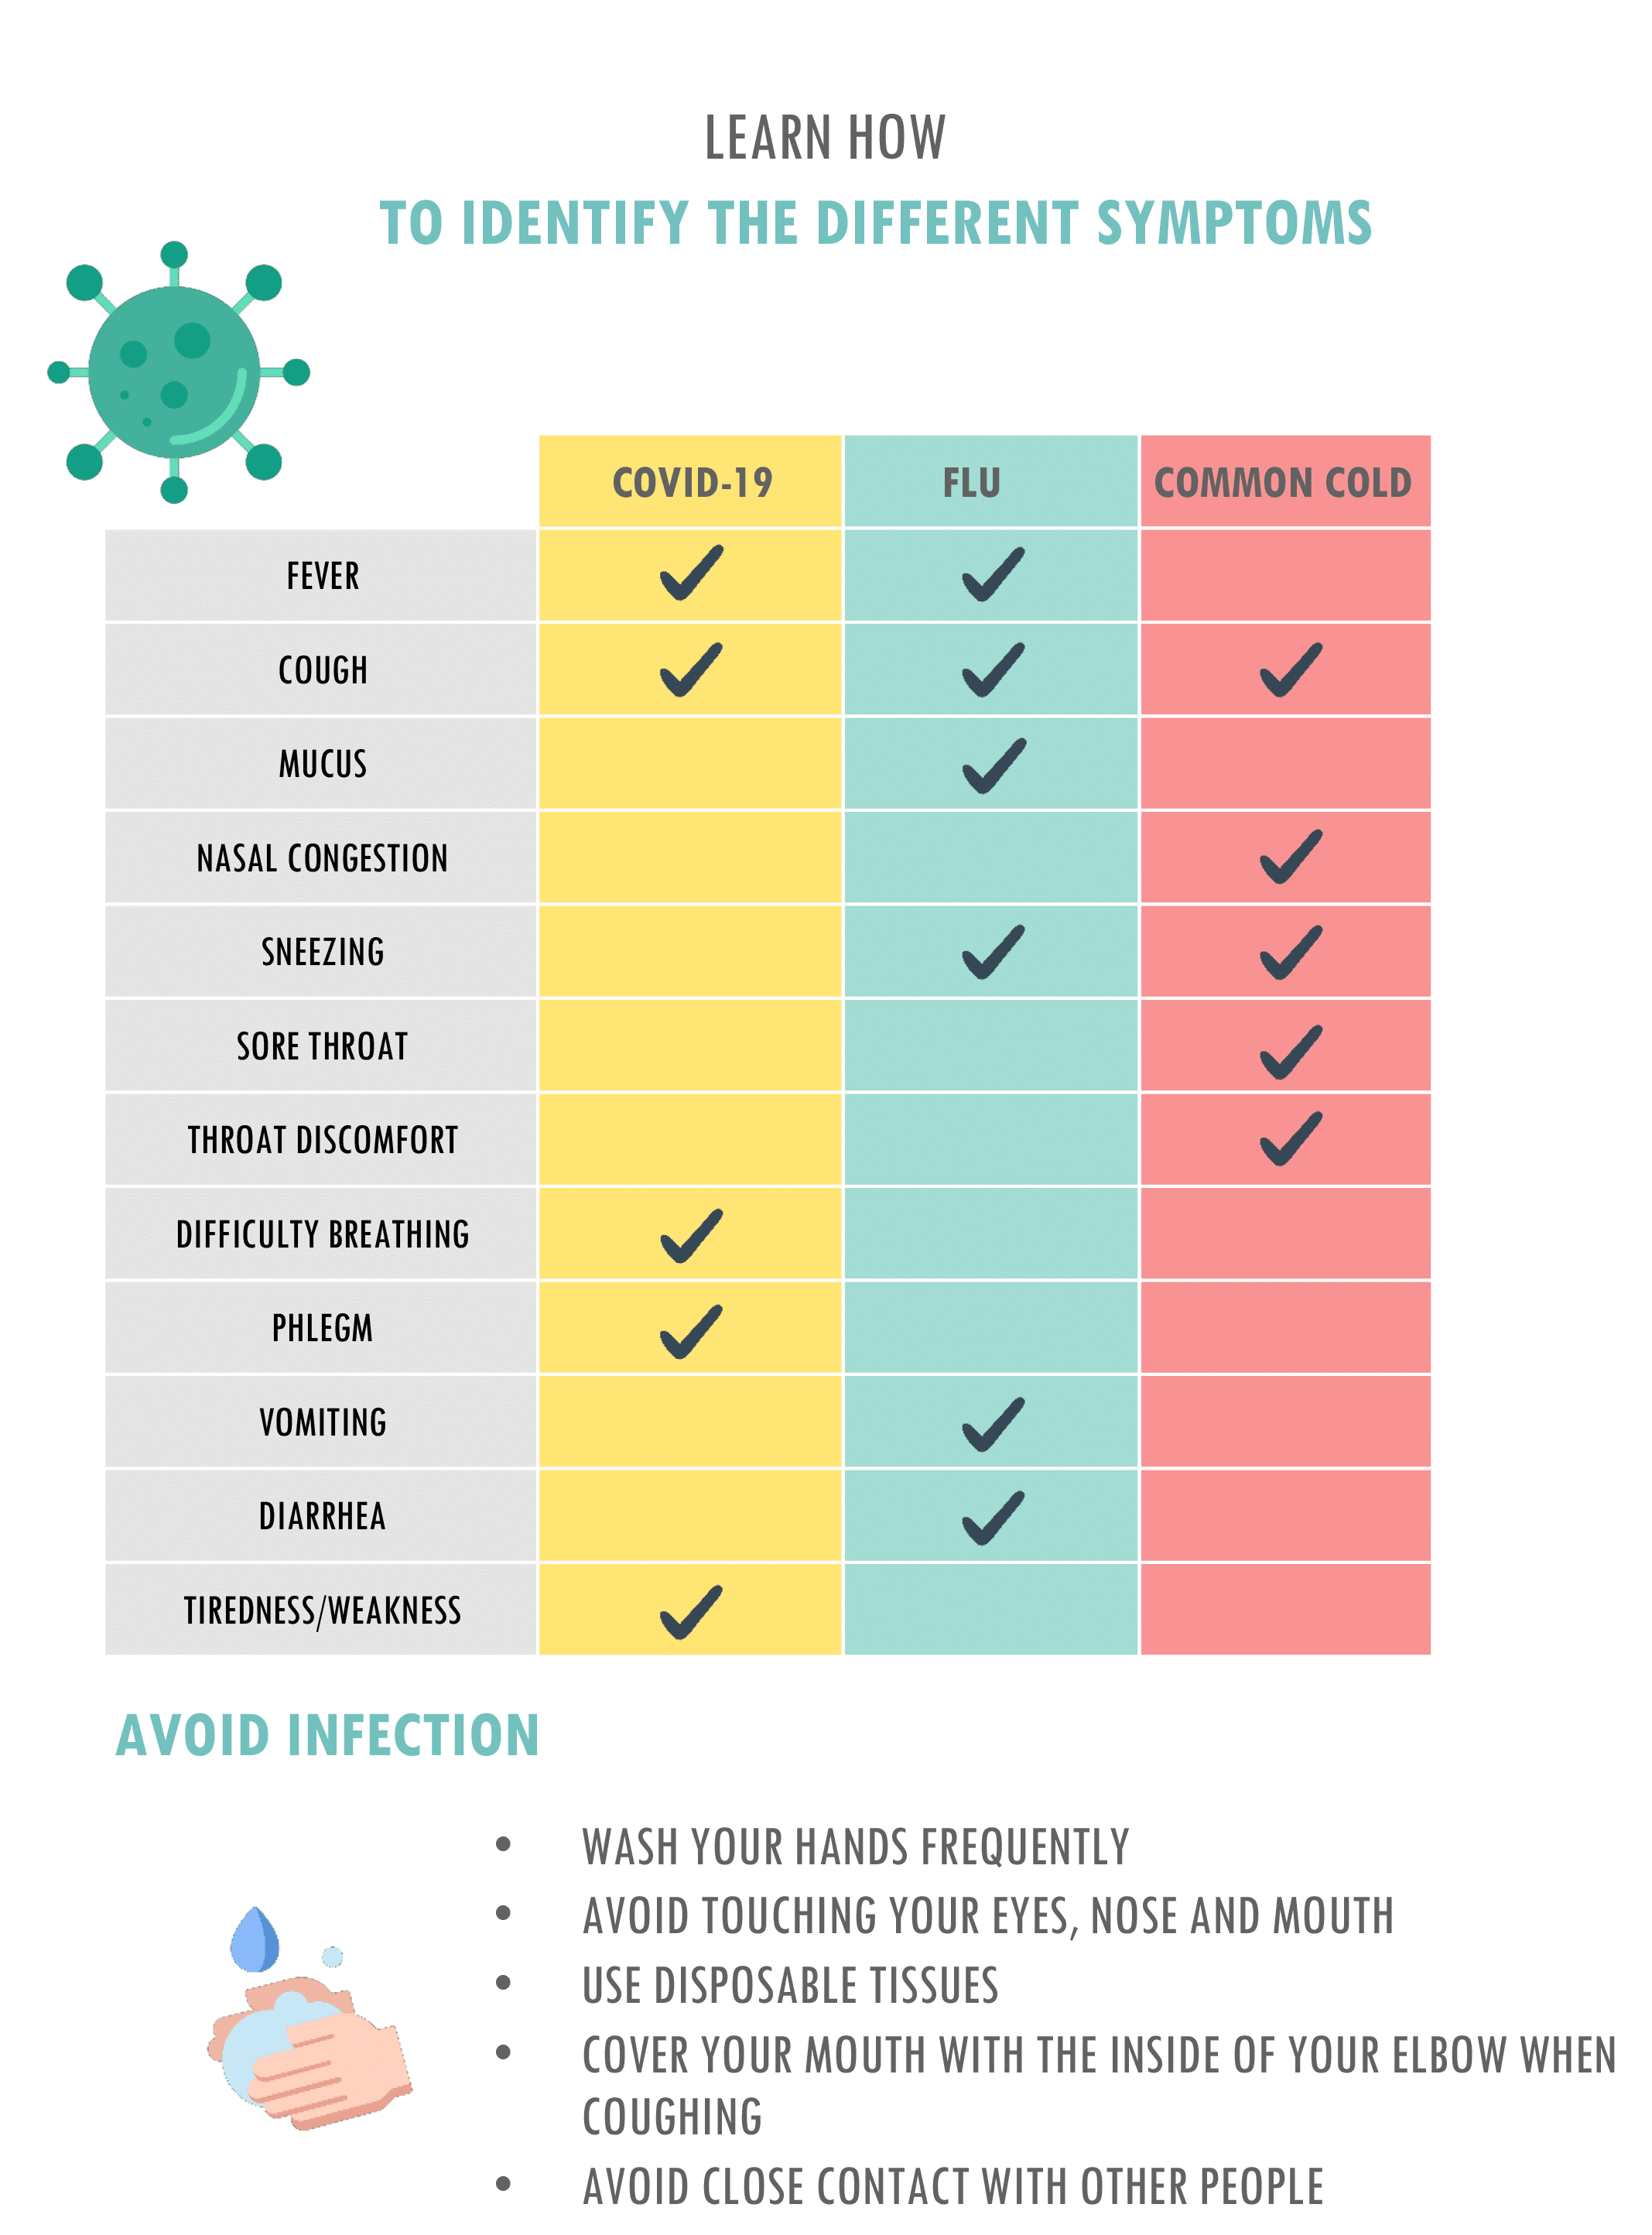 LEARN HOW
TO IDENTIFY THE DIFFERENT SYMPTOMS
COVID-19 FLU COMMON COLD
FEVER
COUGH
MUCUS
NASAL CONGESTION
SNEEZING
SORE THROAT
THROAT DISCOMFORT
DIFFICULTY BREATHING
PHLEGM
VOMITING
DIARRHEA
TIREDNESS/WEAKNESS
AVOID INFECTION
• WASH YOUR HANDS FREQUENTLY
• AVOID TOUCHING YOUR EYES, NOSE AND MOUTH
• USE DISPOSABLE TISSUES
• COVER YOUR MOUTH WITH THE INSIDE OF YOUR ELBOW WHEN
COUGHING
• AVOID CLOSE CONTACT WITH OTHER PEOPLE